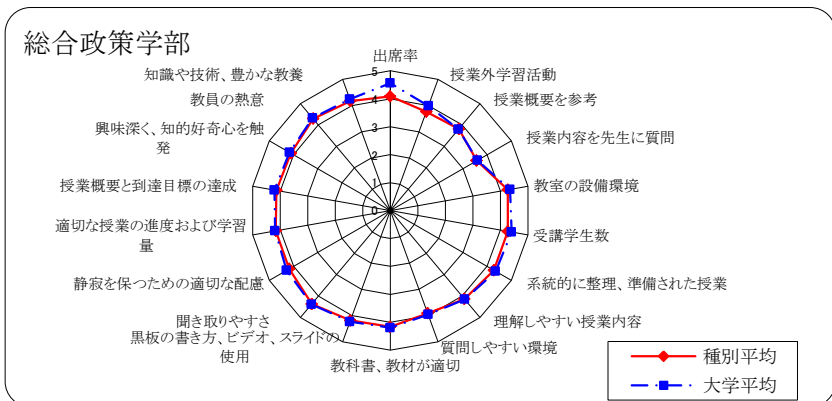 総合政策学部
出席率
授業外学習活動
授業概要を参考
授業内容を先生に質問
教室の設備環境
受講学生数
系統的に整理、準備された授業
理解しやすい授業内容
質問しやすい環境
教科書、教材が適切
黒板の書き方、ビデオ、スライドの
使用
聞き取りやすさ
静寂を保つための適切な配慮
適切な授業の進度および学習
量
授業概要と到達目標の達成
興味深く、知的好奇心を触
発
教員の熱意
知識や技術、豊かな教養
5
4
3
2
1
0
種別平均
大学平均